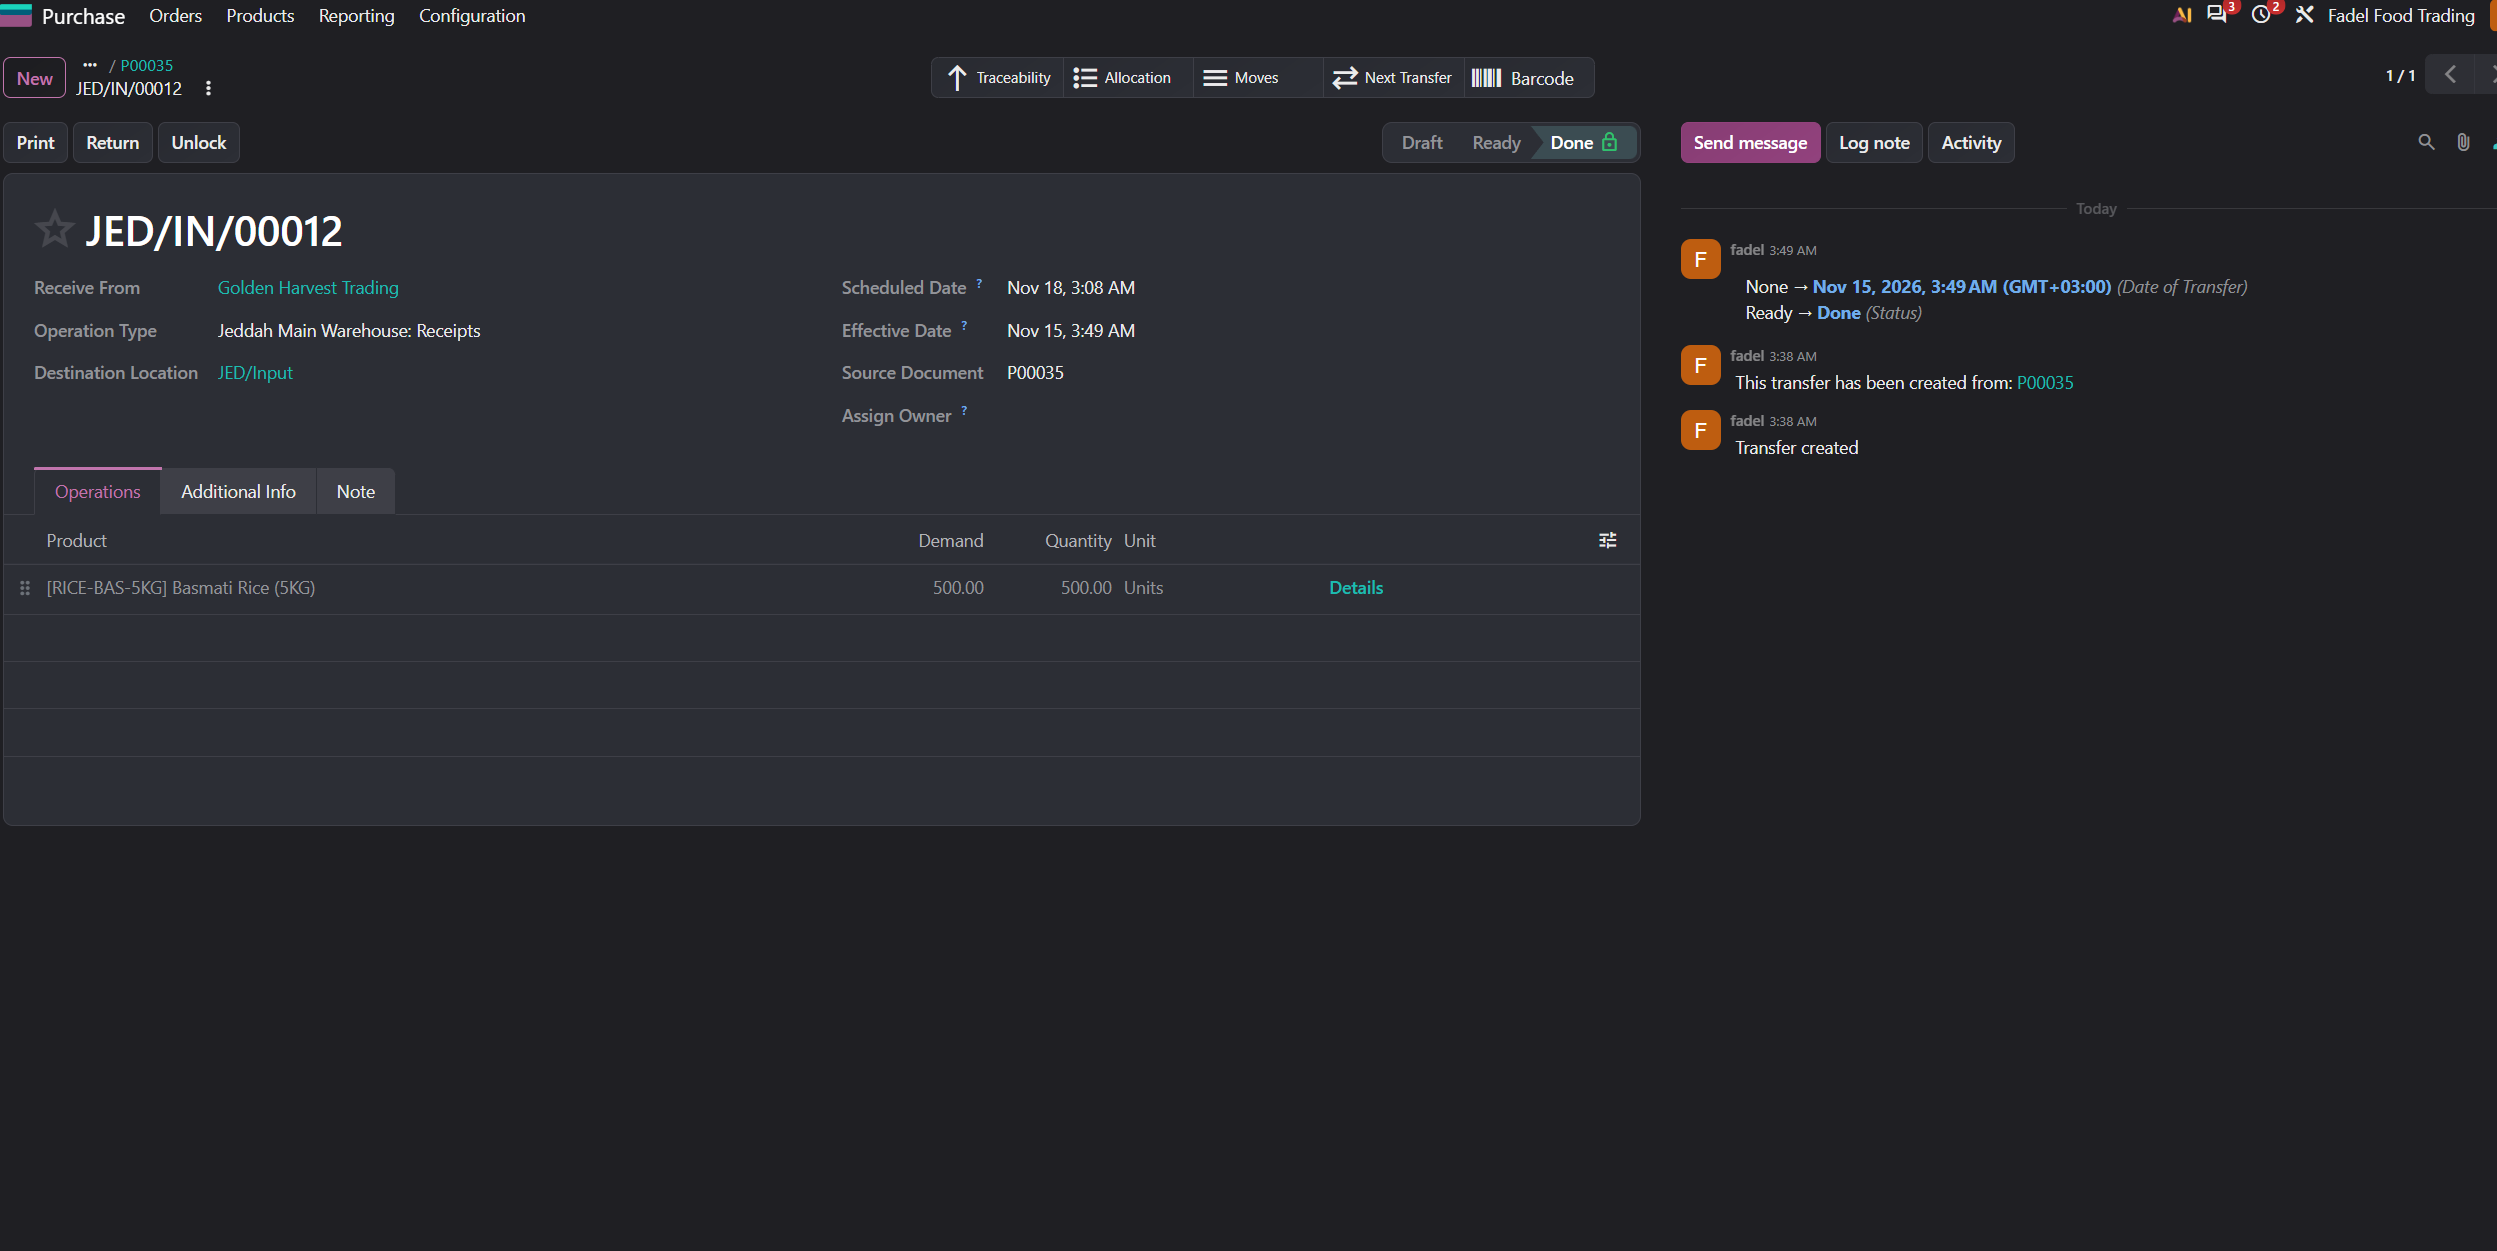 Purchase Orders Products Reporting Configuration
AI 3 2 Fadel Food Trading
New
... / P00035
JED/IN/00012
Traceability Allocation Moves Next Transfer Barcode
1 / 1
Print Return Unlock
Draft Ready Done
Send message Log note Activity
JED/IN/00012
Receive From Golden Harvest Trading
Operation Type Jeddah Main Warehouse: Receipts
Destination Location JED/Input
Scheduled Date ? Nov 18, 3:08 AM
Effective Date ? Nov 15, 3:49 AM
Source Document P00035
Assign Owner ?
Operations Additional Info Note
Product Demand Quantity Unit
[RICE-BAS-5KG] Basmati Rice (5KG) 500.00 500.00 Units Details
Today
F
fadel 3:49 AM
None → Nov 15, 2026, 3:49 AM (GMT+03:00) (Date of Transfer)
Ready → Done (Status)
F
fadel 3:38 AM
This transfer has been created from: P00035
F
fadel 3:38 AM
Transfer created